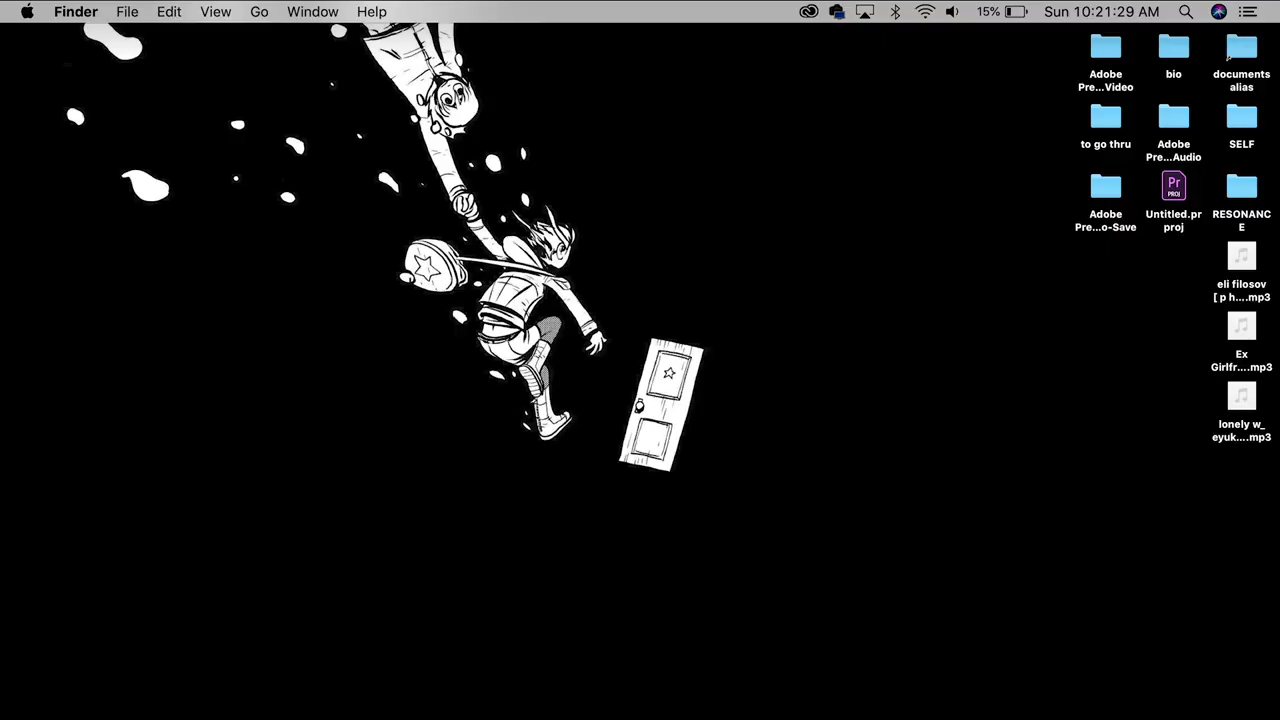 Finder File Edit View Go Window Help 15% Sun 10:21:29 AM
Adobe
Pre...Video
bio
documents
alias
to go thru
Adobe
Pre...Audio
SELF
Adobe
Pre...o-Save
Pr
PROJ
Untitled.pr
proj
RESONANC
E
eli filosov
[ p h....mp3
Ex
Girlfr....mp3
lonely w_
eyuk....mp3